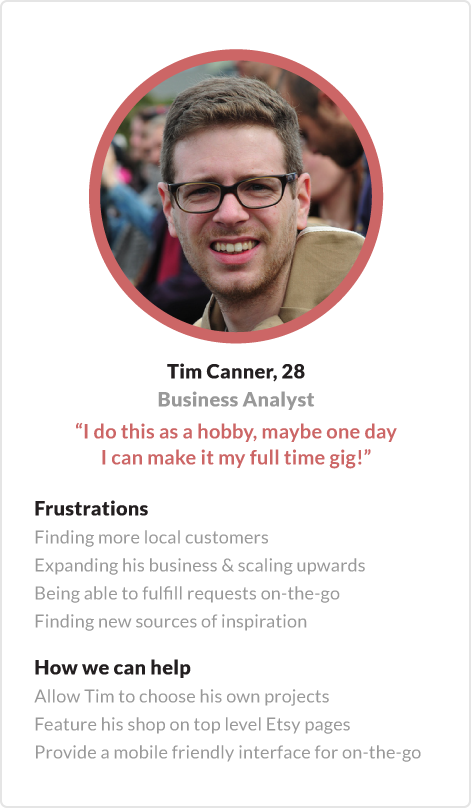 Tim Canner, 28
Business Analyst
“I do this as a hobby, maybe one day
I can make it my full time gig!”
Frustrations
Finding more local customers
Expanding his business & scaling upwards
Being able to fulfill requests on-the-go
Finding new sources of inspiration
How we can help
Allow Tim to choose his own projects
Feature his shop on top level Etsy pages
Provide a mobile friendly interface for on-the-go